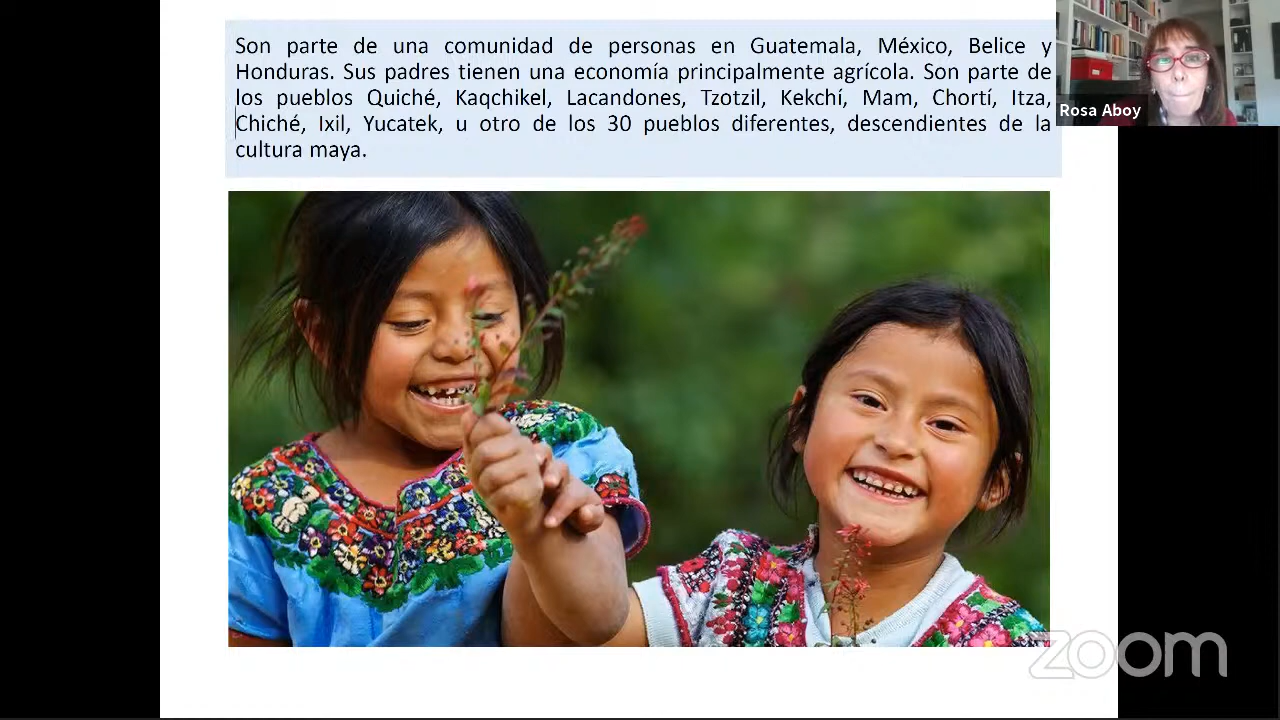 Son parte de una comunidad de personas en Guatemala, México, Belice y
Honduras. Sus padres tienen una economía principalmente agrícola. Son parte de
los pueblos Quiché, Kaqchikel, Lacandones, Tzotzil, Kekchí, Mam, Chortí, Itza,
Chiché, Ixil, Yucatek, u otro de los 30 pueblos diferentes, descendientes de la
cultura maya.
Rosa Aboy
zoom